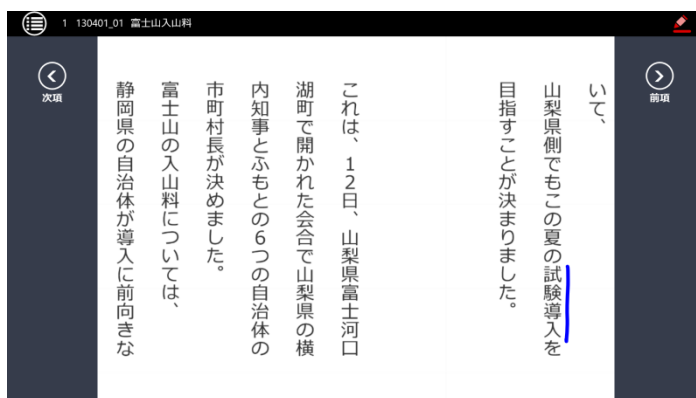 1 130401_01 富士山入山料
次項
前項
いて、
山梨県側でもこの夏の試験導入を
目指すことが決まりました。
これは、12日、山梨県富士河口
湖町で開かれた会合で山梨県の横
内知事とふもとの6つの自治体の
市町村長が決めました。
富士山の入山料については、
静岡県の自治体が導入に前向きな